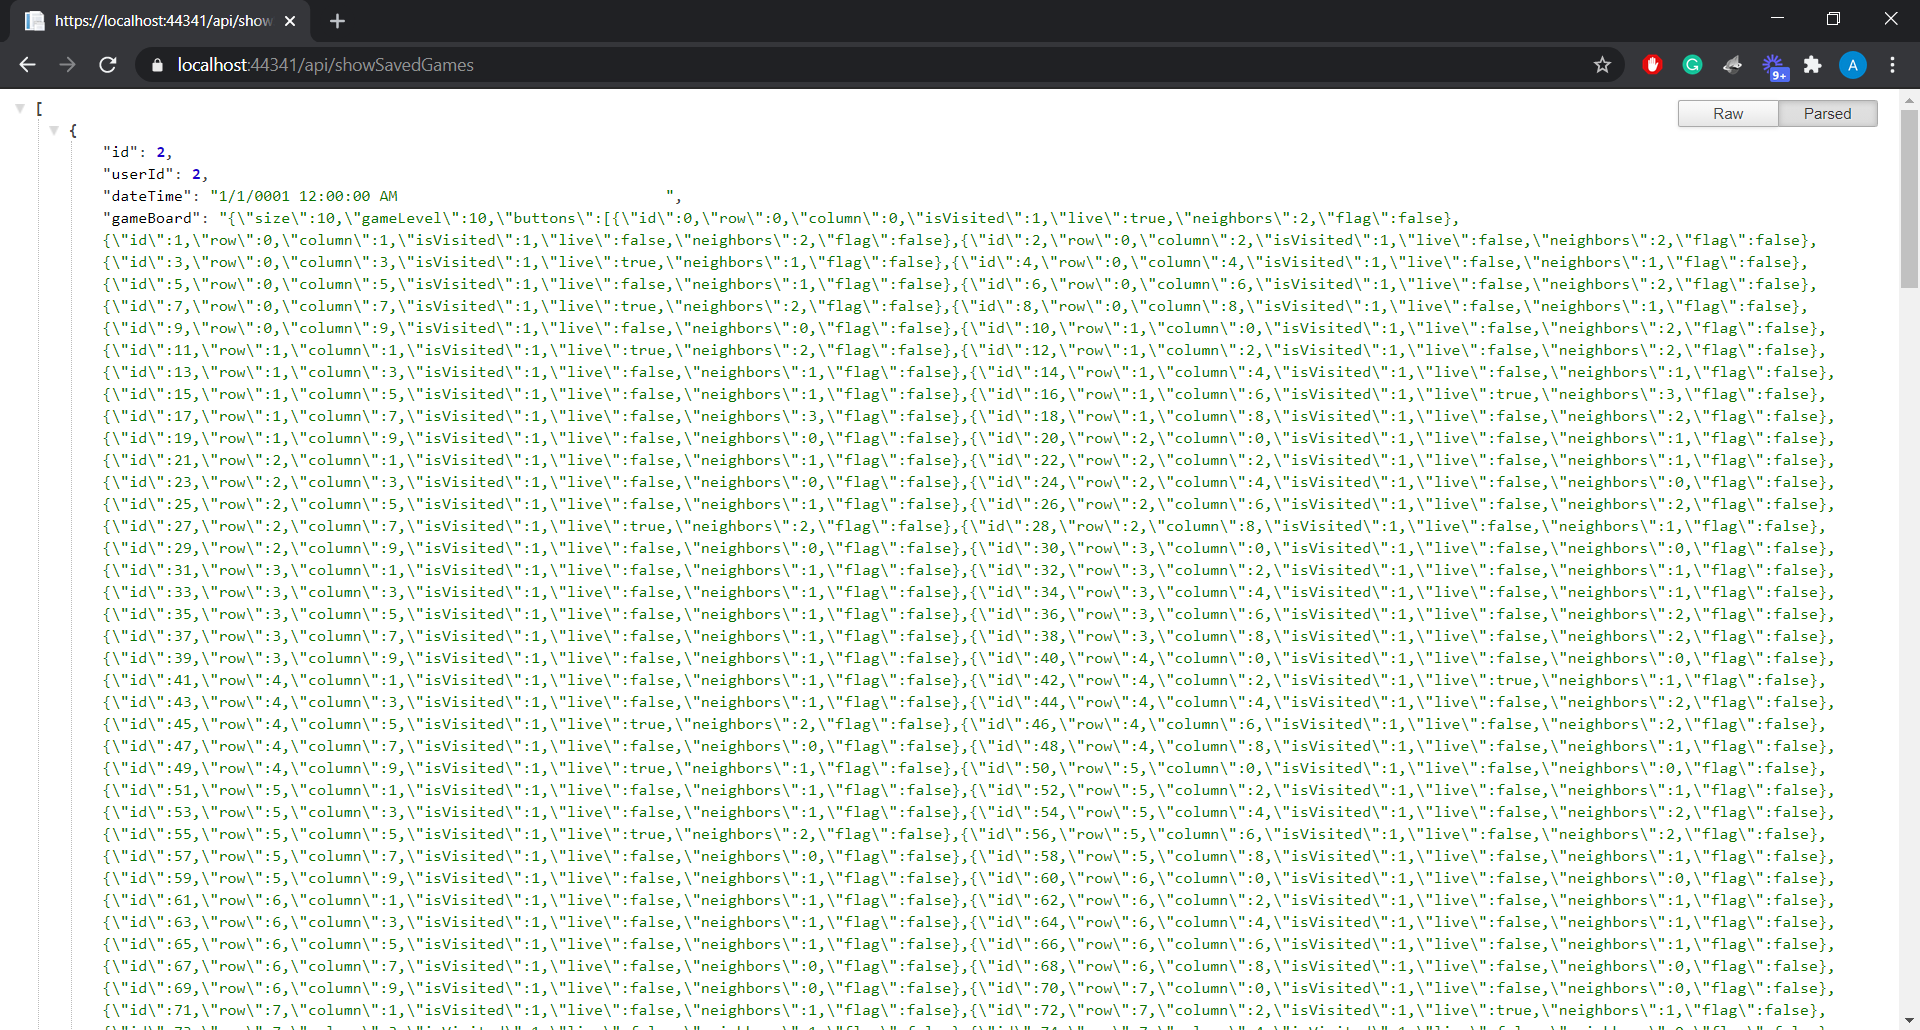 https://localhost:44341/api/show
localhost:44341/api/showSavedGames
9+
A
Raw
Parsed
[
{
"id": 2,
"userId": 2,
"dateTime": "1/1/0001 12:00:00 AM                              ",
"gameBoard": "{\"size\":10,\"gameLevel\":10,\"buttons\":[{\"id\":0,\"row\":0,\"column\":0,\"isVisited\":1,\"live\":true,\"neighbors\":2,\"flag\":false},
{\"id\":1,\"row\":0,\"column\":1,\"isVisited\":1,\"live\":false,\"neighbors\":2,\"flag\":false},{\"id\":2,\"row\":0,\"column\":2,\"isVisited\":1,\"live\":false,\"neighbors\":2,\"flag\":false},
{\"id\":3,\"row\":0,\"column\":3,\"isVisited\":1,\"live\":true,\"neighbors\":1,\"flag\":false},{\"id\":4,\"row\":0,\"column\":4,\"isVisited\":1,\"live\":false,\"neighbors\":1,\"flag\":false},
{\"id\":5,\"row\":0,\"column\":5,\"isVisited\":1,\"live\":false,\"neighbors\":1,\"flag\":false},{\"id\":6,\"row\":0,\"column\":6,\"isVisited\":1,\"live\":false,\"neighbors\":2,\"flag\":false},
{\"id\":7,\"row\":0,\"column\":7,\"isVisited\":1,\"live\":true,\"neighbors\":2,\"flag\":false},{\"id\":8,\"row\":0,\"column\":8,\"isVisited\":1,\"live\":false,\"neighbors\":1,\"flag\":false},
{\"id\":9,\"row\":0,\"column\":9,\"isVisited\":1,\"live\":false,\"neighbors\":0,\"flag\":false},{\"id\":10,\"row\":1,\"column\":0,\"isVisited\":1,\"live\":false,\"neighbors\":2,\"flag\":false},
{\"id\":11,\"row\":1,\"column\":1,\"isVisited\":1,\"live\":true,\"neighbors\":2,\"flag\":false},{\"id\":12,\"row\":1,\"column\":2,\"isVisited\":1,\"live\":false,\"neighbors\":2,\"flag\":false},
{\"id\":13,\"row\":1,\"column\":3,\"isVisited\":1,\"live\":false,\"neighbors\":1,\"flag\":false},{\"id\":14,\"row\":1,\"column\":4,\"isVisited\":1,\"live\":false,\"neighbors\":1,\"flag\":false},
{\"id\":15,\"row\":1,\"column\":5,\"isVisited\":1,\"live\":false,\"neighbors\":1,\"flag\":false},{\"id\":16,\"row\":1,\"column\":6,\"isVisited\":1,\"live\":true,\"neighbors\":3,\"flag\":false},
{\"id\":17,\"row\":1,\"column\":7,\"isVisited\":1,\"live\":false,\"neighbors\":3,\"flag\":false},{\"id\":18,\"row\":1,\"column\":8,\"isVisited\":1,\"live\":false,\"neighbors\":2,\"flag\":false},
{\"id\":19,\"row\":1,\"column\":9,\"isVisited\":1,\"live\":false,\"neighbors\":0,\"flag\":false},{\"id\":20,\"row\":2,\"column\":0,\"isVisited\":1,\"live\":false,\"neighbors\":1,\"flag\":false},
{\"id\":21,\"row\":2,\"column\":1,\"isVisited\":1,\"live\":false,\"neighbors\":1,\"flag\":false},{\"id\":22,\"row\":2,\"column\":2,\"isVisited\":1,\"live\":false,\"neighbors\":1,\"flag\":false},
{\"id\":23,\"row\":2,\"column\":3,\"isVisited\":1,\"live\":false,\"neighbors\":0,\"flag\":false},{\"id\":24,\"row\":2,\"column\":4,\"isVisited\":1,\"live\":false,\"neighbors\":0,\"flag\":false},
{\"id\":25,\"row\":2,\"column\":5,\"isVisited\":1,\"live\":false,\"neighbors\":1,\"flag\":false},{\"id\":26,\"row\":2,\"column\":6,\"isVisited\":1,\"live\":false,\"neighbors\":2,\"flag\":false},
{\"id\":27,\"row\":2,\"column\":7,\"isVisited\":1,\"live\":true,\"neighbors\":2,\"flag\":false},{\"id\":28,\"row\":2,\"column\":8,\"isVisited\":1,\"live\":false,\"neighbors\":1,\"flag\":false},
{\"id\":29,\"row\":2,\"column\":9,\"isVisited\":1,\"live\":false,\"neighbors\":0,\"flag\":false},{\"id\":30,\"row\":3,\"column\":0,\"isVisited\":1,\"live\":false,\"neighbors\":0,\"flag\":false},
{\"id\":31,\"row\":3,\"column\":1,\"isVisited\":1,\"live\":false,\"neighbors\":1,\"flag\":false},{\"id\":32,\"row\":3,\"column\":2,\"isVisited\":1,\"live\":false,\"neighbors\":1,\"flag\":false},
{\"id\":33,\"row\":3,\"column\":3,\"isVisited\":1,\"live\":false,\"neighbors\":1,\"flag\":false},{\"id\":34,\"row\":3,\"column\":4,\"isVisited\":1,\"live\":false,\"neighbors\":1,\"flag\":false},
{\"id\":35,\"row\":3,\"column\":5,\"isVisited\":1,\"live\":false,\"neighbors\":1,\"flag\":false},{\"id\":36,\"row\":3,\"column\":6,\"isVisited\":1,\"live\":false,\"neighbors\":2,\"flag\":false},
{\"id\":37,\"row\":3,\"column\":7,\"isVisited\":1,\"live\":false,\"neighbors\":1,\"flag\":false},{\"id\":38,\"row\":3,\"column\":8,\"isVisited\":1,\"live\":false,\"neighbors\":2,\"flag\":false},
{\"id\":39,\"row\":3,\"column\":9,\"isVisited\":1,\"live\":false,\"neighbors\":1,\"flag\":false},{\"id\":40,\"row\":4,\"column\":0,\"isVisited\":1,\"live\":false,\"neighbors\":0,\"flag\":false},
{\"id\":41,\"row\":4,\"column\":1,\"isVisited\":1,\"live\":false,\"neighbors\":1,\"flag\":false},{\"id\":42,\"row\":4,\"column\":2,\"isVisited\":1,\"live\":true,\"neighbors\":1,\"flag\":false},
{\"id\":43,\"row\":4,\"column\":3,\"isVisited\":1,\"live\":false,\"neighbors\":1,\"flag\":false},{\"id\":44,\"row\":4,\"column\":4,\"isVisited\":1,\"live\":false,\"neighbors\":2,\"flag\":false},
{\"id\":45,\"row\":4,\"column\":5,\"isVisited\":1,\"live\":true,\"neighbors\":2,\"flag\":false},{\"id\":46,\"row\":4,\"column\":6,\"isVisited\":1,\"live\":false,\"neighbors\":2,\"flag\":false},
{\"id\":47,\"row\":4,\"column\":7,\"isVisited\":1,\"live\":false,\"neighbors\":0,\"flag\":false},{\"id\":48,\"row\":4,\"column\":8,\"isVisited\":1,\"live\":false,\"neighbors\":1,\"flag\":false},
{\"id\":49,\"row\":4,\"column\":9,\"isVisited\":1,\"live\":true,\"neighbors\":1,\"flag\":false},{\"id\":50,\"row\":5,\"column\":0,\"isVisited\":1,\"live\":false,\"neighbors\":0,\"flag\":false},
{\"id\":51,\"row\":5,\"column\":1,\"isVisited\":1,\"live\":false,\"neighbors\":1,\"flag\":false},{\"id\":52,\"row\":5,\"column\":2,\"isVisited\":1,\"live\":false,\"neighbors\":1,\"flag\":false},
{\"id\":53,\"row\":5,\"column\":3,\"isVisited\":1,\"live\":false,\"neighbors\":1,\"flag\":false},{\"id\":54,\"row\":5,\"column\":4,\"isVisited\":1,\"live\":false,\"neighbors\":2,\"flag\":false},
{\"id\":55,\"row\":5,\"column\":5,\"isVisited\":1,\"live\":true,\"neighbors\":2,\"flag\":false},{\"id\":56,\"row\":5,\"column\":6,\"isVisited\":1,\"live\":false,\"neighbors\":2,\"flag\":false},
{\"id\":57,\"row\":5,\"column\":7,\"isVisited\":1,\"live\":false,\"neighbors\":0,\"flag\":false},{\"id\":58,\"row\":5,\"column\":8,\"isVisited\":1,\"live\":false,\"neighbors\":1,\"flag\":false},
{\"id\":59,\"row\":5,\"column\":9,\"isVisited\":1,\"live\":false,\"neighbors\":1,\"flag\":false},{\"id\":60,\"row\":6,\"column\":0,\"isVisited\":1,\"live\":false,\"neighbors\":0,\"flag\":false},
{\"id\":61,\"row\":6,\"column\":1,\"isVisited\":1,\"live\":false,\"neighbors\":1,\"flag\":false},{\"id\":62,\"row\":6,\"column\":2,\"isVisited\":1,\"live\":false,\"neighbors\":1,\"flag\":false},
{\"id\":63,\"row\":6,\"column\":3,\"isVisited\":1,\"live\":false,\"neighbors\":1,\"flag\":false},{\"id\":64,\"row\":6,\"column\":4,\"isVisited\":1,\"live\":false,\"neighbors\":1,\"flag\":false},
{\"id\":65,\"row\":6,\"column\":5,\"isVisited\":1,\"live\":false,\"neighbors\":1,\"flag\":false},{\"id\":66,\"row\":6,\"column\":6,\"isVisited\":1,\"live\":false,\"neighbors\":1,\"flag\":false},
{\"id\":67,\"row\":6,\"column\":7,\"isVisited\":1,\"live\":false,\"neighbors\":0,\"flag\":false},{\"id\":68,\"row\":6,\"column\":8,\"isVisited\":1,\"live\":false,\"neighbors\":0,\"flag\":false},
{\"id\":69,\"row\":6,\"column\":9,\"isVisited\":1,\"live\":false,\"neighbors\":0,\"flag\":false},{\"id\":70,\"row\":7,\"column\":0,\"isVisited\":1,\"live\":false,\"neighbors\":0,\"flag\":false},
{\"id\":71,\"row\":7,\"column\":1,\"isVisited\":1,\"live\":false,\"neighbors\":1,\"flag\":false},{\"id\":72,\"row\":7,\"column\":2,\"isVisited\":1,\"live\":true,\"neighbors\":1,\"flag\":false},